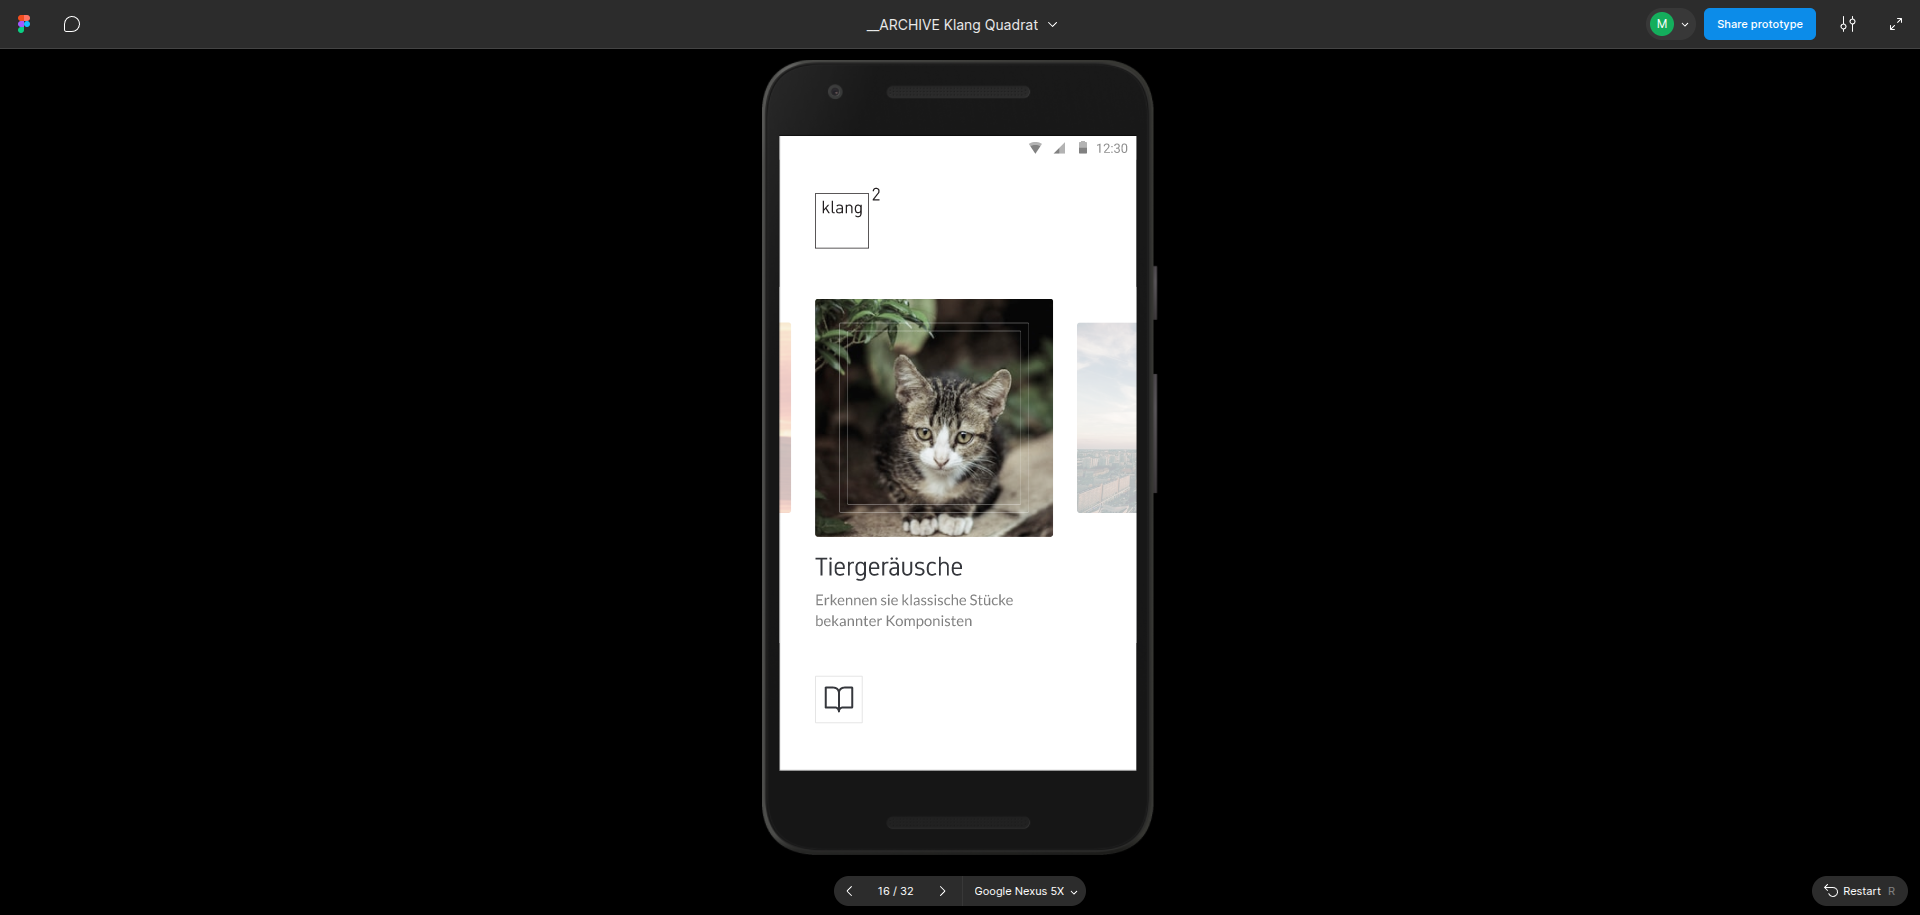 __ARCHIVE Klang Quadrat
M
Share prototype
12:30
klang
2
Tiergeräusche
Erkennen sie klassische Stücke
bekannter Komponisten
16 / 32
Google Nexus 5X
Restart R